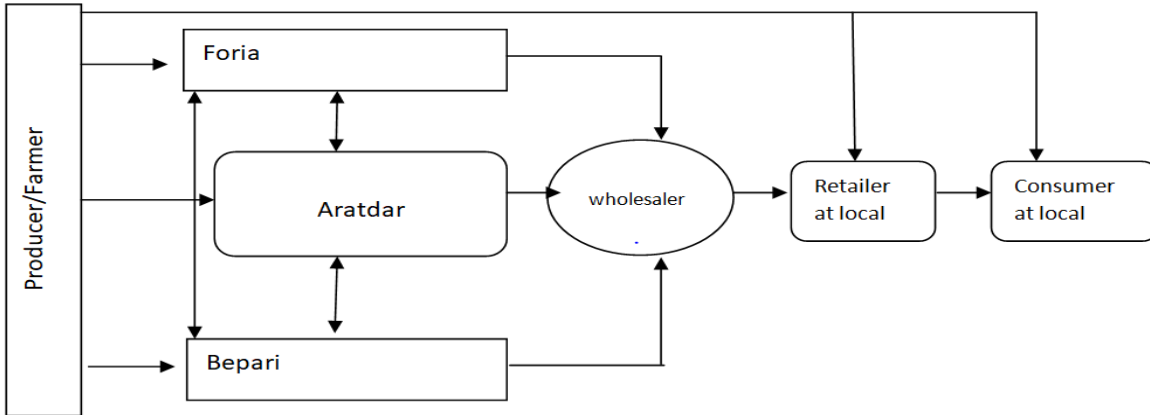 Producer/Farmer
Foria
Aratdar
Bepari
wholesaler
Retailer
at local
Consumer
at local